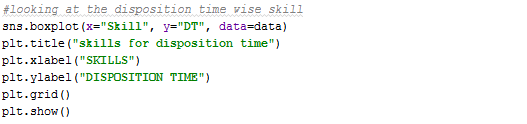 #looking at the disposition time wise skill
sns.boxplot(x="Skill", y="DT", data=data)
plt.title("skills for disposition time")
plt.xlabel("SKILLS")
plt.ylabel("DISPOSITION TIME")
plt.grid()
plt.show()